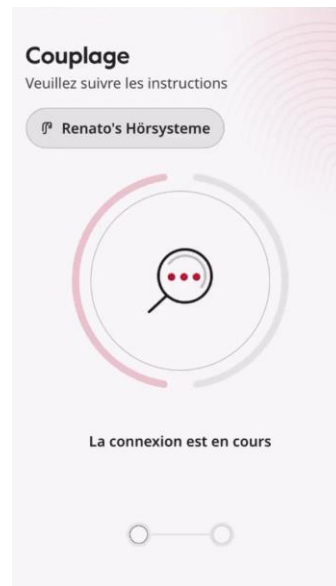 Couplage
Veuillez suivre les instructions
Renato's Hörsysteme
La connexion est en cours